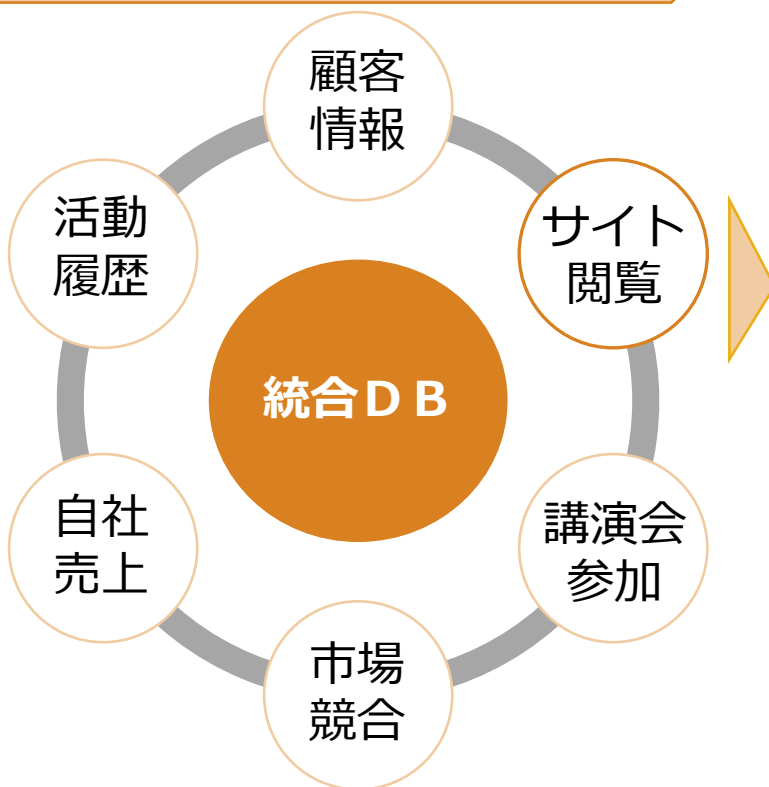 顧客
情報
サイト
閲覧
講演会
参加
市場
競合
自社
売上
活動
履歴
統合ＤＢ